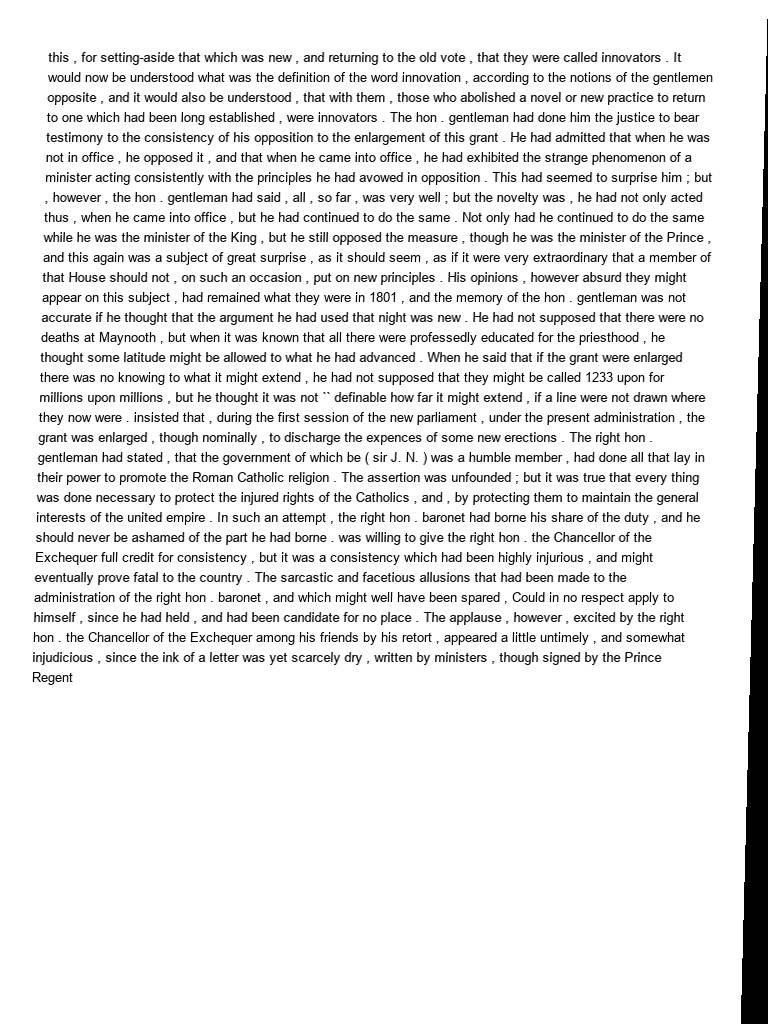 this , for setting-aside that which was new , and returning to the old vote , that they were called innovators . It
would now be understood what was the definition of the word innovation , according to the notions of the gentlemen
opposite , and it would also be understood , that with them , those who abolished a novel or new practice to return
to one which had been long established , were innovators . The hon . gentleman had done him the justice to bear
testimony to the consistency of his opposition to the enlargement of this grant . He had admitted that when he was
not in office , he opposed it , and that when he came into office , he had exhibited the strange phenomenon of a
minister acting consistently with the principles he had avowed in opposition . This had seemed to surprise him ; but
, however , the hon . gentleman had said , all , so far , was very well ; but the novelty was , he had not only acted
thus , when he came into office , but he had continued to do the same . Not only had he continued to do the same
while he was the minister of the King , but he still opposed the measure , though he was the minister of the Prince ,
and this again was a subject of great surprise , as it should seem , as if it were very extraordinary that a member of
that House should not , on such an occasion , put on new principles . His opinions , however absurd they might
appear on this subject , had remained what they were in 1801 , and the memory of the hon . gentleman was not
accurate if he thought that the argument he had used that night was new . He had not supposed that there were no
deaths at Maynooth , but when it was known that all there were professedly educated for the priesthood , he
thought some latitude might be allowed to what he had advanced . When he said that if the grant were enlarged
there was no knowing to what it might extend , he had not supposed that they might be called 1233 upon for
millions upon millions , but he thought it was not `` definable how far it might extend , if a line were not drawn where
they now were . insisted that , during the first session of the new parliament , under the present administration , the
grant was enlarged , though nominally , to discharge the expences of some new erections . The right hon .
gentleman had stated , that the government of which be ( sir J. N. ) was a humble member , had done all that lay in
their power to promote the Roman Catholic religion . The assertion was unfounded ; but it was true that every thing
was done necessary to protect the injured rights of the Catholics , and , by protecting them to maintain the general
interests of the united empire . In such an attempt , the right hon . baronet had borne his share of the duty , and he
should never be ashamed of the part he had borne . was willing to give the right hon . the Chancellor of the
Exchequer full credit for consistency , but it was a consistency which had been highly injurious , and might
eventually prove fatal to the country . The sarcastic and facetious allusions that had been made to the
administration of the right hon . baronet , and which might well have been spared , Could in no respect apply to
himself , since he had held , and had been candidate for no place . The applause , however , excited by the right
hon . the Chancellor of the Exchequer among his friends by his retort , appeared a little untimely , and somewhat
injudicious , since the ink of a letter was yet scarcely dry , written by ministers , though signed by the Prince
Regent